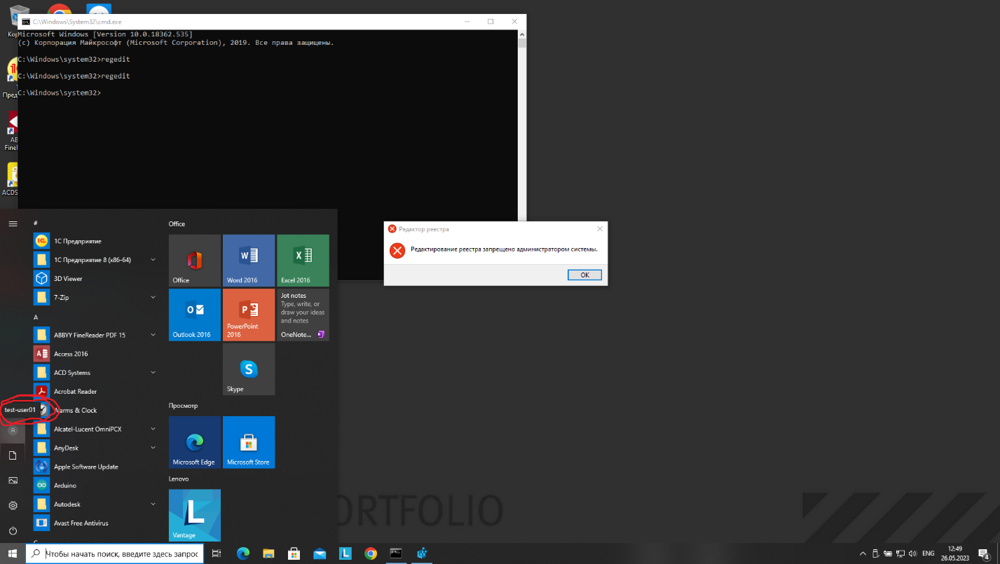 C:\Windows\System32\cmd.exe
Microsoft Windows [Version 10.0.18362.535]
(c) Корпорация Майкрософт (Microsoft Corporation), 2019. Все права защищены.
C:\Windows\system32>regedit
C:\Windows\system32>regedit
C:\Windows\system32>
Редактор реестра
Редактирование реестра запрещено администратором системы.
OK
#
1С Предприятие
1С Предприятие 8 (x86-64)
3D Viewer
7-Zip
A
ABBYY FineReader PDF 15
Access 2016
ACD Systems
Acrobat Reader
test-user01
Alarms & Clock
Alcatel-Lucent OmniPCX
AnyDesk
Apple Software Update
Arduino
Autodesk
Avast Free Antivirus
Office
Office
Word 2016
Excel 2016
Outlook 2016
PowerPoint
2016
Jot notes
Type, write, or
draw your ideas
and notes
OneNote...
Skype
Просмотр
Microsoft Edge
Microsoft Store
Lenovo
Vantage
ORTFOLIO
Чтобы начать поиск, введите здесь запрос
ENG
12:49
26.05.2023
4